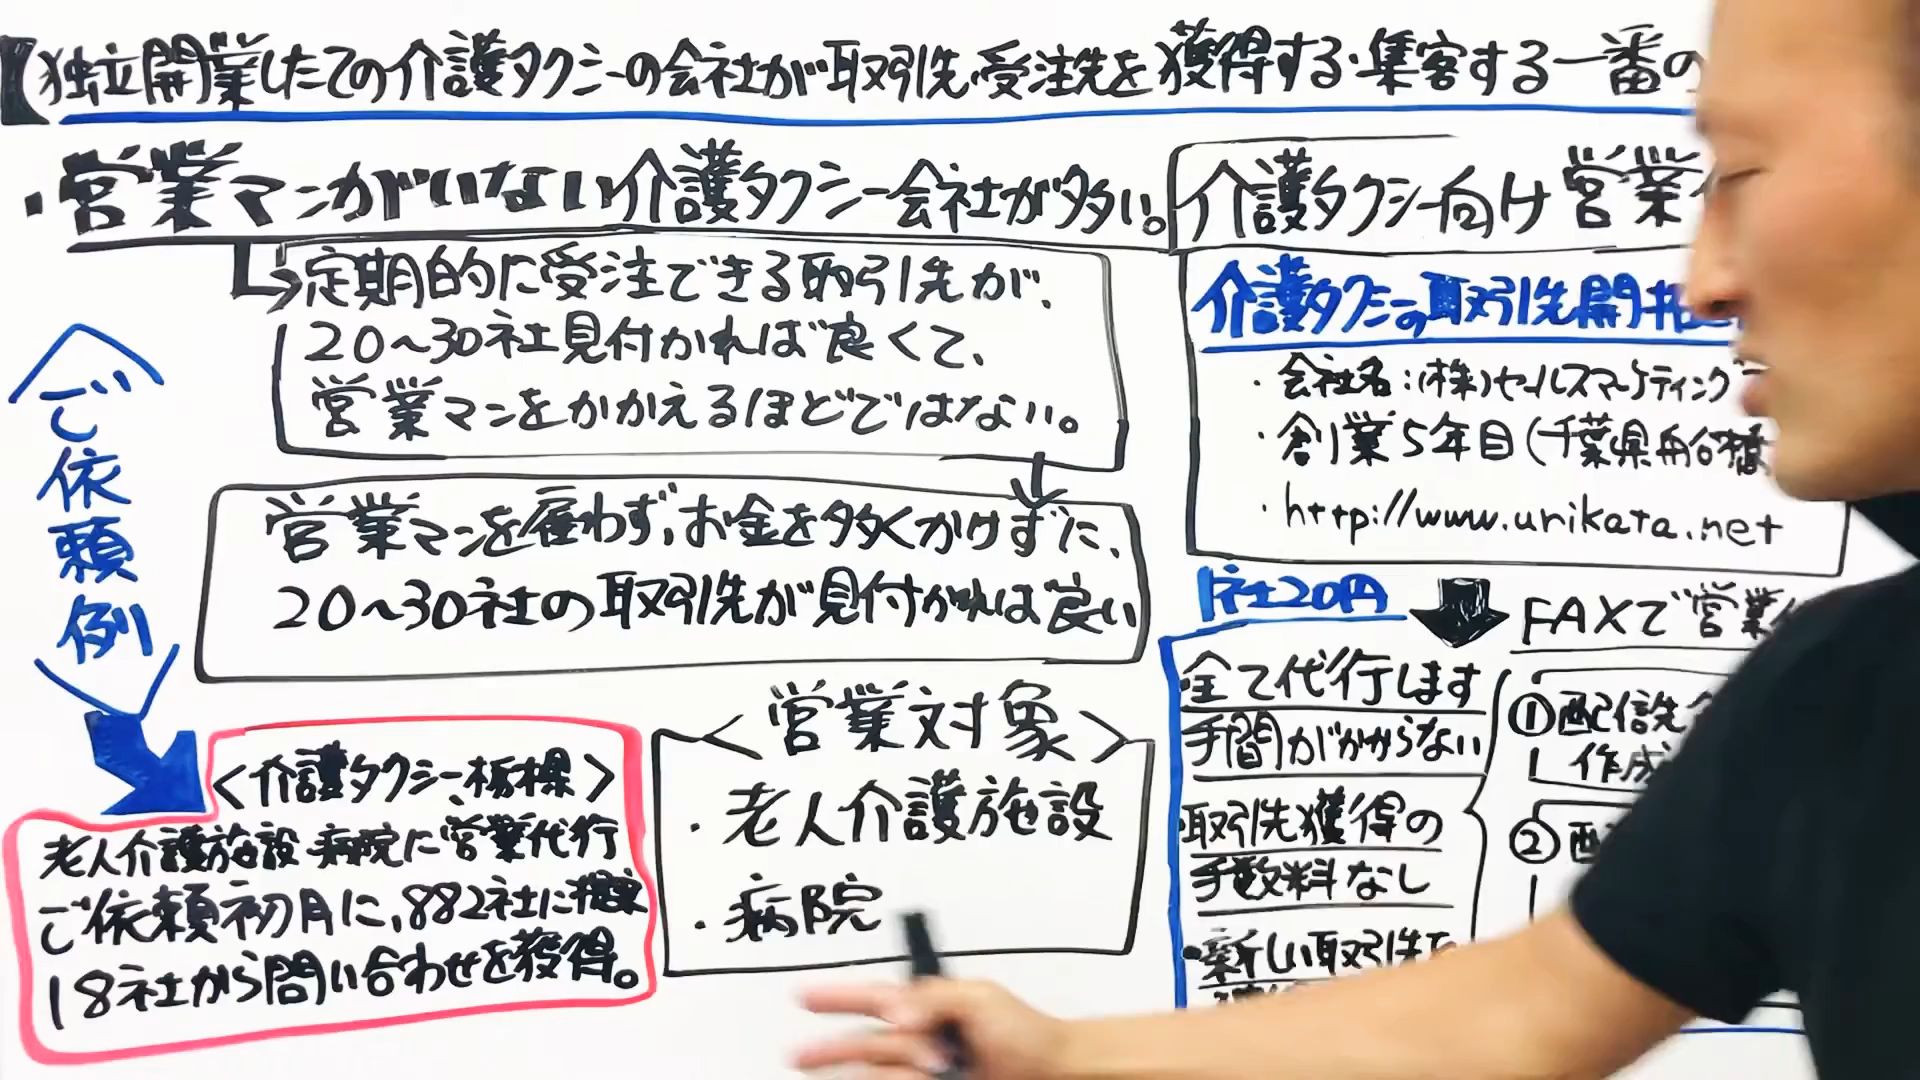 【独立開業したての介護タクシーの会社が取引先・受注先を獲得する・集客する一番の
・営業マンがいない介護タクシー会社が多い。
定期的に受注できる取引先が、
20〜30社見付かれば良くて、
営業マンをかかえるほどではない。
営業マンを雇わず、お金を多くかけずに、
20〜30社の取引先が見付かれば良い
ご依頼例
<介護タクシー栃木県>
老人介護施設・病院に営業代行
ご依頼初月に、882社に
18社から問い合わせを獲得。
<営業対象>
・老人介護施設
・病院
介護タクシー向け営業
介護タクシーの取引先開拓
・会社名:(株)セールスマーケティング
・創業5年目(千葉県船橋
・http://www.urikata.net
1社20円
FAXで営業
・全て代行します
手間がかからない
・取引先獲得の
手数料なし
・新しい取引先を
①配信先
作成
②配